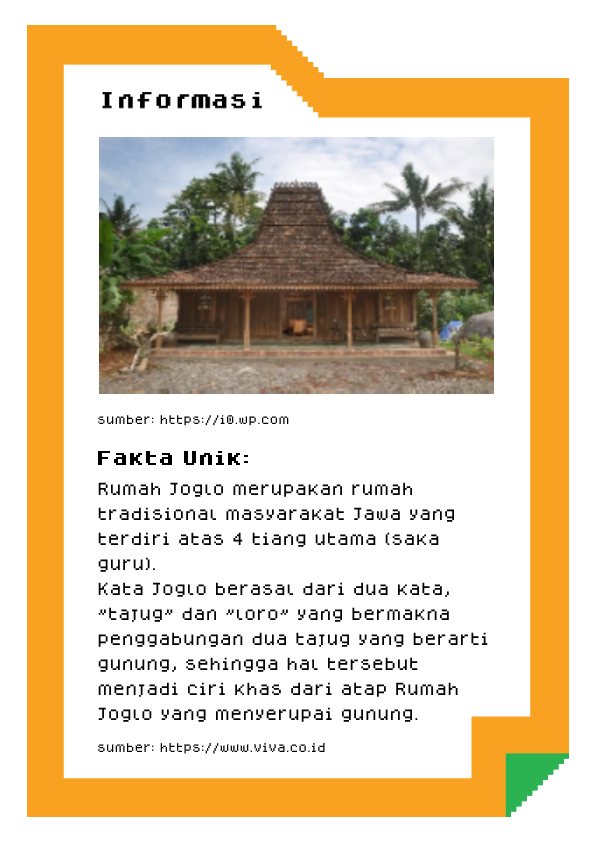 Informasi
sumber: https://i0.wp.com
Fakta Unik:
Rumah Joglo merupakan rumah
tradisional masyarakat Jawa yang
terdiri atas 4 tiang utama (saka
guru).
Kata Joglo berasal dari dua kata,
"tajug" dan "loro" yang bermakna
penggabungan dua tajug yang berarti
gunung, sehingga hal tersebut
menjadi ciri khas dari atap Rumah
Joglo yang menyerupai gunung.
sumber: https://www.viva.co.id